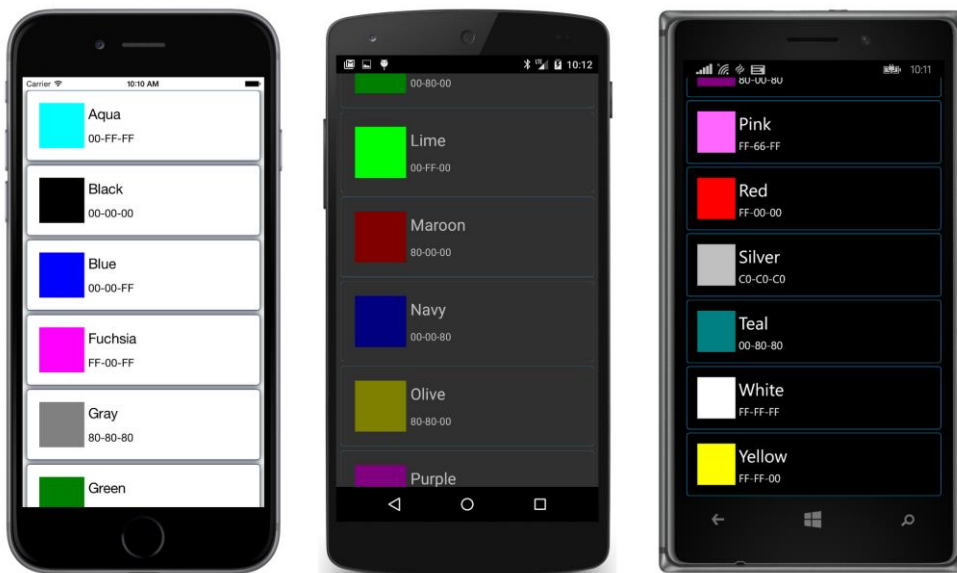 Carrier 10:10 AM
Aqua
00-FF-FF
Black
00-00-00
Blue
00-00-FF
Fuchsia
FF-00-FF
Gray
80-80-80
Green
10:12
00-80-00
Lime
00-FF-00
Maroon
80-00-00
Navy
00-00-80
Olive
80-80-00
Purple
10:11
80-00-80
Pink
FF-66-FF
Red
FF-00-00
Silver
C0-C0-C0
Teal
00-80-80
White
FF-FF-FF
Yellow
FF-FF-00